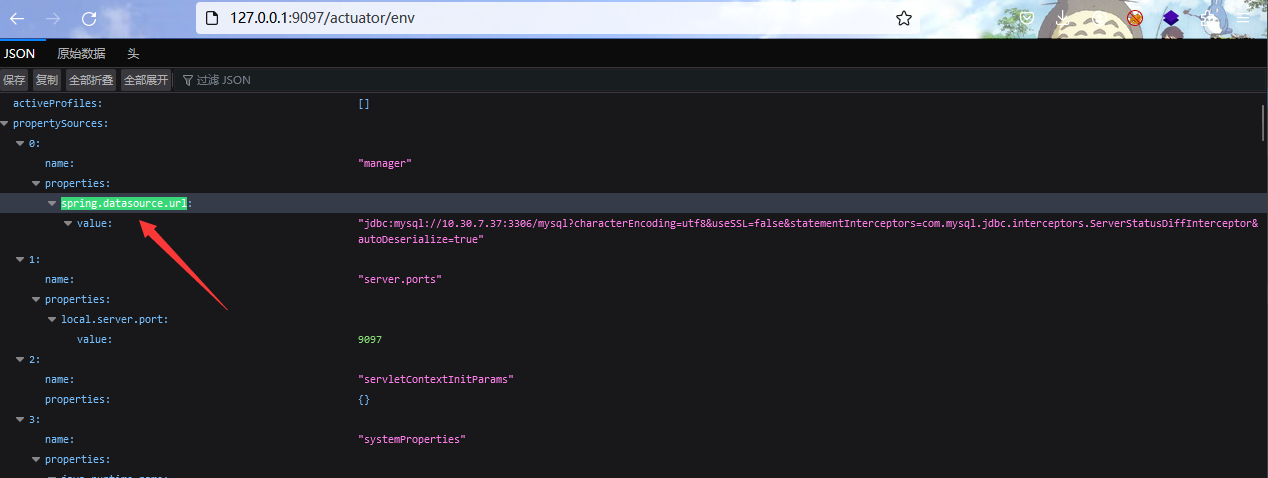 127.0.0.1:9097/actuator/env
JSON 原始数据 头
保存 复制 全部折叠 全部展开 过滤 JSON
activeProfiles: []
propertySources:
0:
name: "manager"
properties:
spring.datasource.url:
value: "jdbc:mysql://10.30.7.37:3306/mysql?characterEncoding=utf8&useSSL=false&statementInterceptors=com.mysql.jdbc.interceptors.ServerStatusDiffInterceptor&
autoDeserialize=true"
1:
name: "server.ports"
properties:
local.server.port:
value: 9097
2:
name: "servletContextInitParams"
properties: {}
3:
name: "systemProperties"
properties: